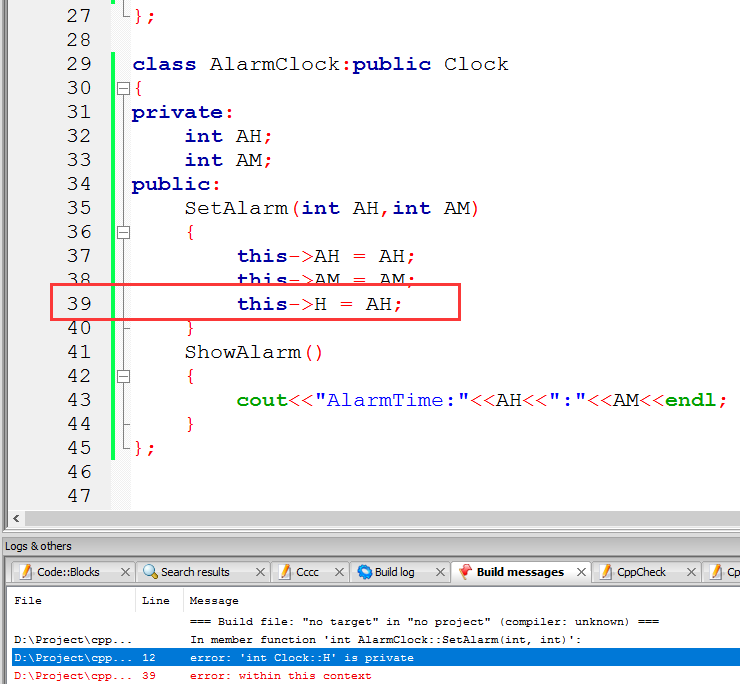 27 };
28
29 class AlarmClock:public Clock
30 {
31 private:
32 int AH;
33 int AM;
34 public:
35 SetAlarm(int AH,int AM)
36 {
37 this->AH = AH;
38 this->AM = AM;
39 this->H = AH;
40 }
41 ShowAlarm()
42 {
43 cout<<"AlarmTime:"<<AH<<":"<<AM<<endl;
44 }
45 };
46
47
Logs & others
Code::Blocks Search results Cccc Build log Build messages CppCheck Cp
File Line Message
=== Build file: "no target" in "no project" (compiler: unknown) ===
D:\Project\cpp... In member function 'int AlarmClock::SetAlarm(int, int)':
D:\Project\cpp... 12 error: 'int Clock::H' is private
D:\Project\cpp... 39 error: within this context